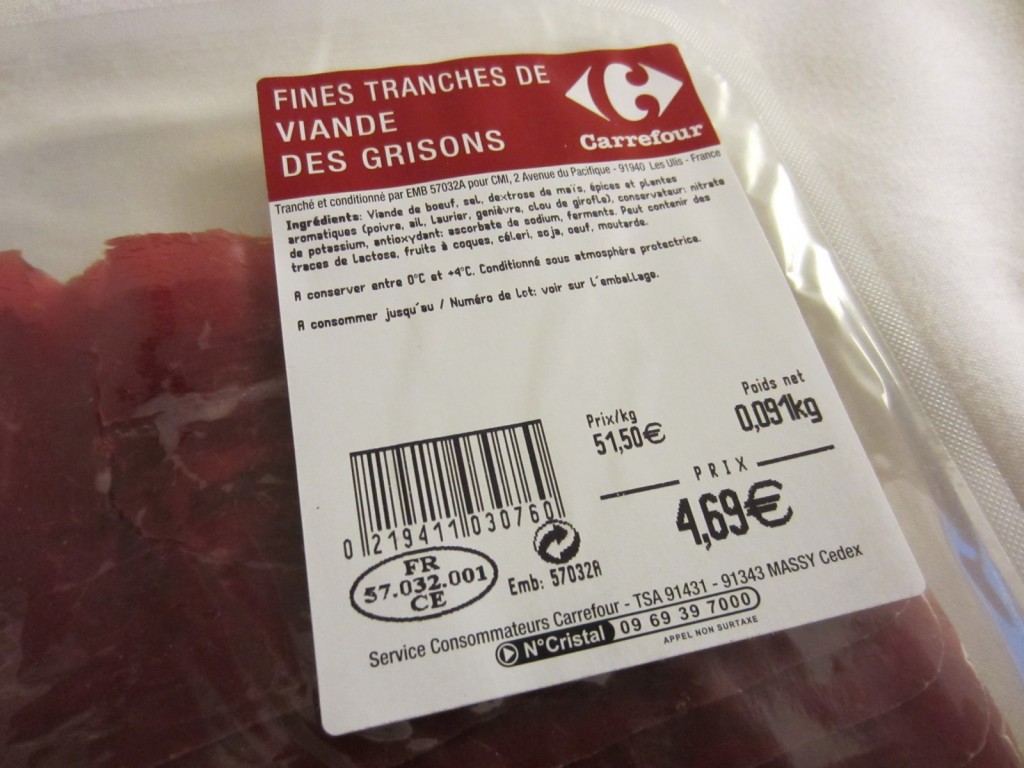 FINES TRANCHES DE
VIANDE
DES GRISONS
Carrefour
Tranché et conditionné par EMB 57032A pour CMI, 2 Avenue du Pacifique - 91940 Les Ulis - France
Ingrédients: Viande de boeuf, sel, dextrose de maïs, épices et plantes
aromatiques (poivre, ail, laurier, genièvre, clou de girofle), conservateur: nitrate
de potassium, antioxydant: ascorbate de sodium, ferments. Peut contenir des
traces de lactose, fruits à coques, céleri, soja, oeuf, moutarde.
A conserver entre 0°C et +4°C. Conditionné sous atmosphère protectrice.
A consommer jusqu'au / Numéro de lot: voir sur l'emballage.
Prix/kg
51,50€
Poids net
0,091kg
PRIX
4,69€
0 219411 030760
FR
57.032.001
CE
Emb: 57032A
Service Consommateurs Carrefour - TSA 91431 - 91343 MASSY Cedex
N°Cristal 09 69 39 7000
APPEL NON SURTAXE